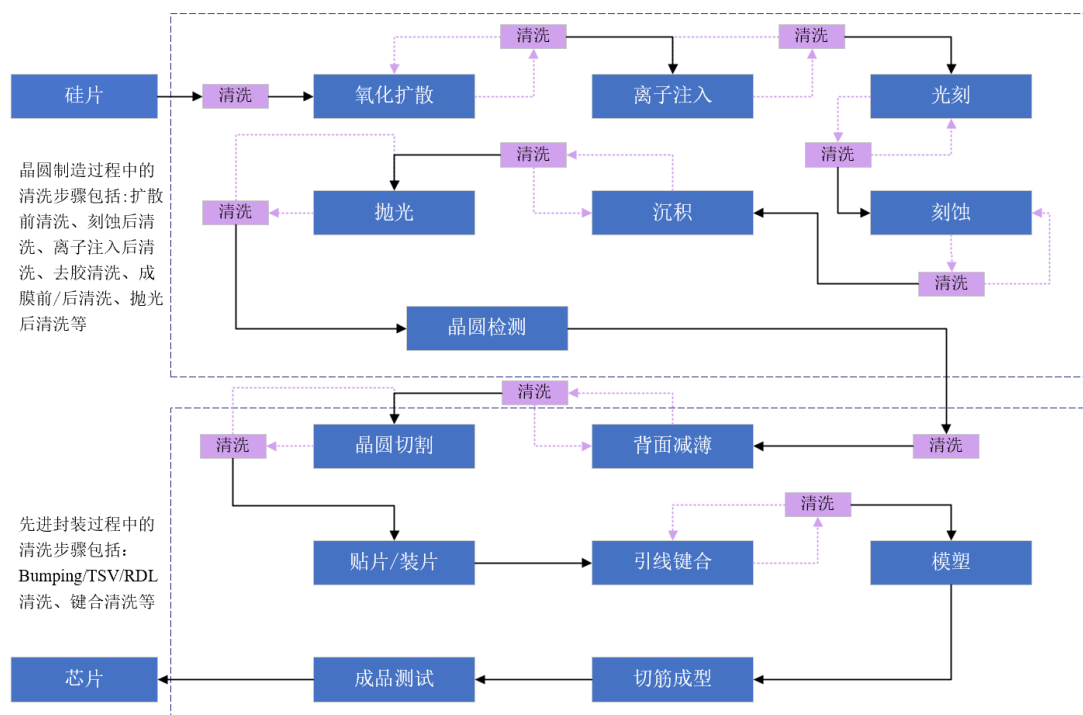 清洗
清洗
硅片
清洗
氧化扩散
离子注入
光刻
清洗
清洗
晶圆制造过程中的
清洗步骤包括:扩散
前清洗、刻蚀后清
洗、离子注入后清
洗、去胶清洗、成
膜前/后清洗、抛光
后清洗等
清洗
抛光
沉积
刻蚀
清洗
晶圆检测
清洗
清洗
晶圆切割
背面减薄
清洗
清洗
先进封装过程中的
清洗步骤包括：
Bumping/TSV/RDL
清洗、键合清洗等
贴片/装片
引线键合
模塑
芯片
成品测试
切筋成型